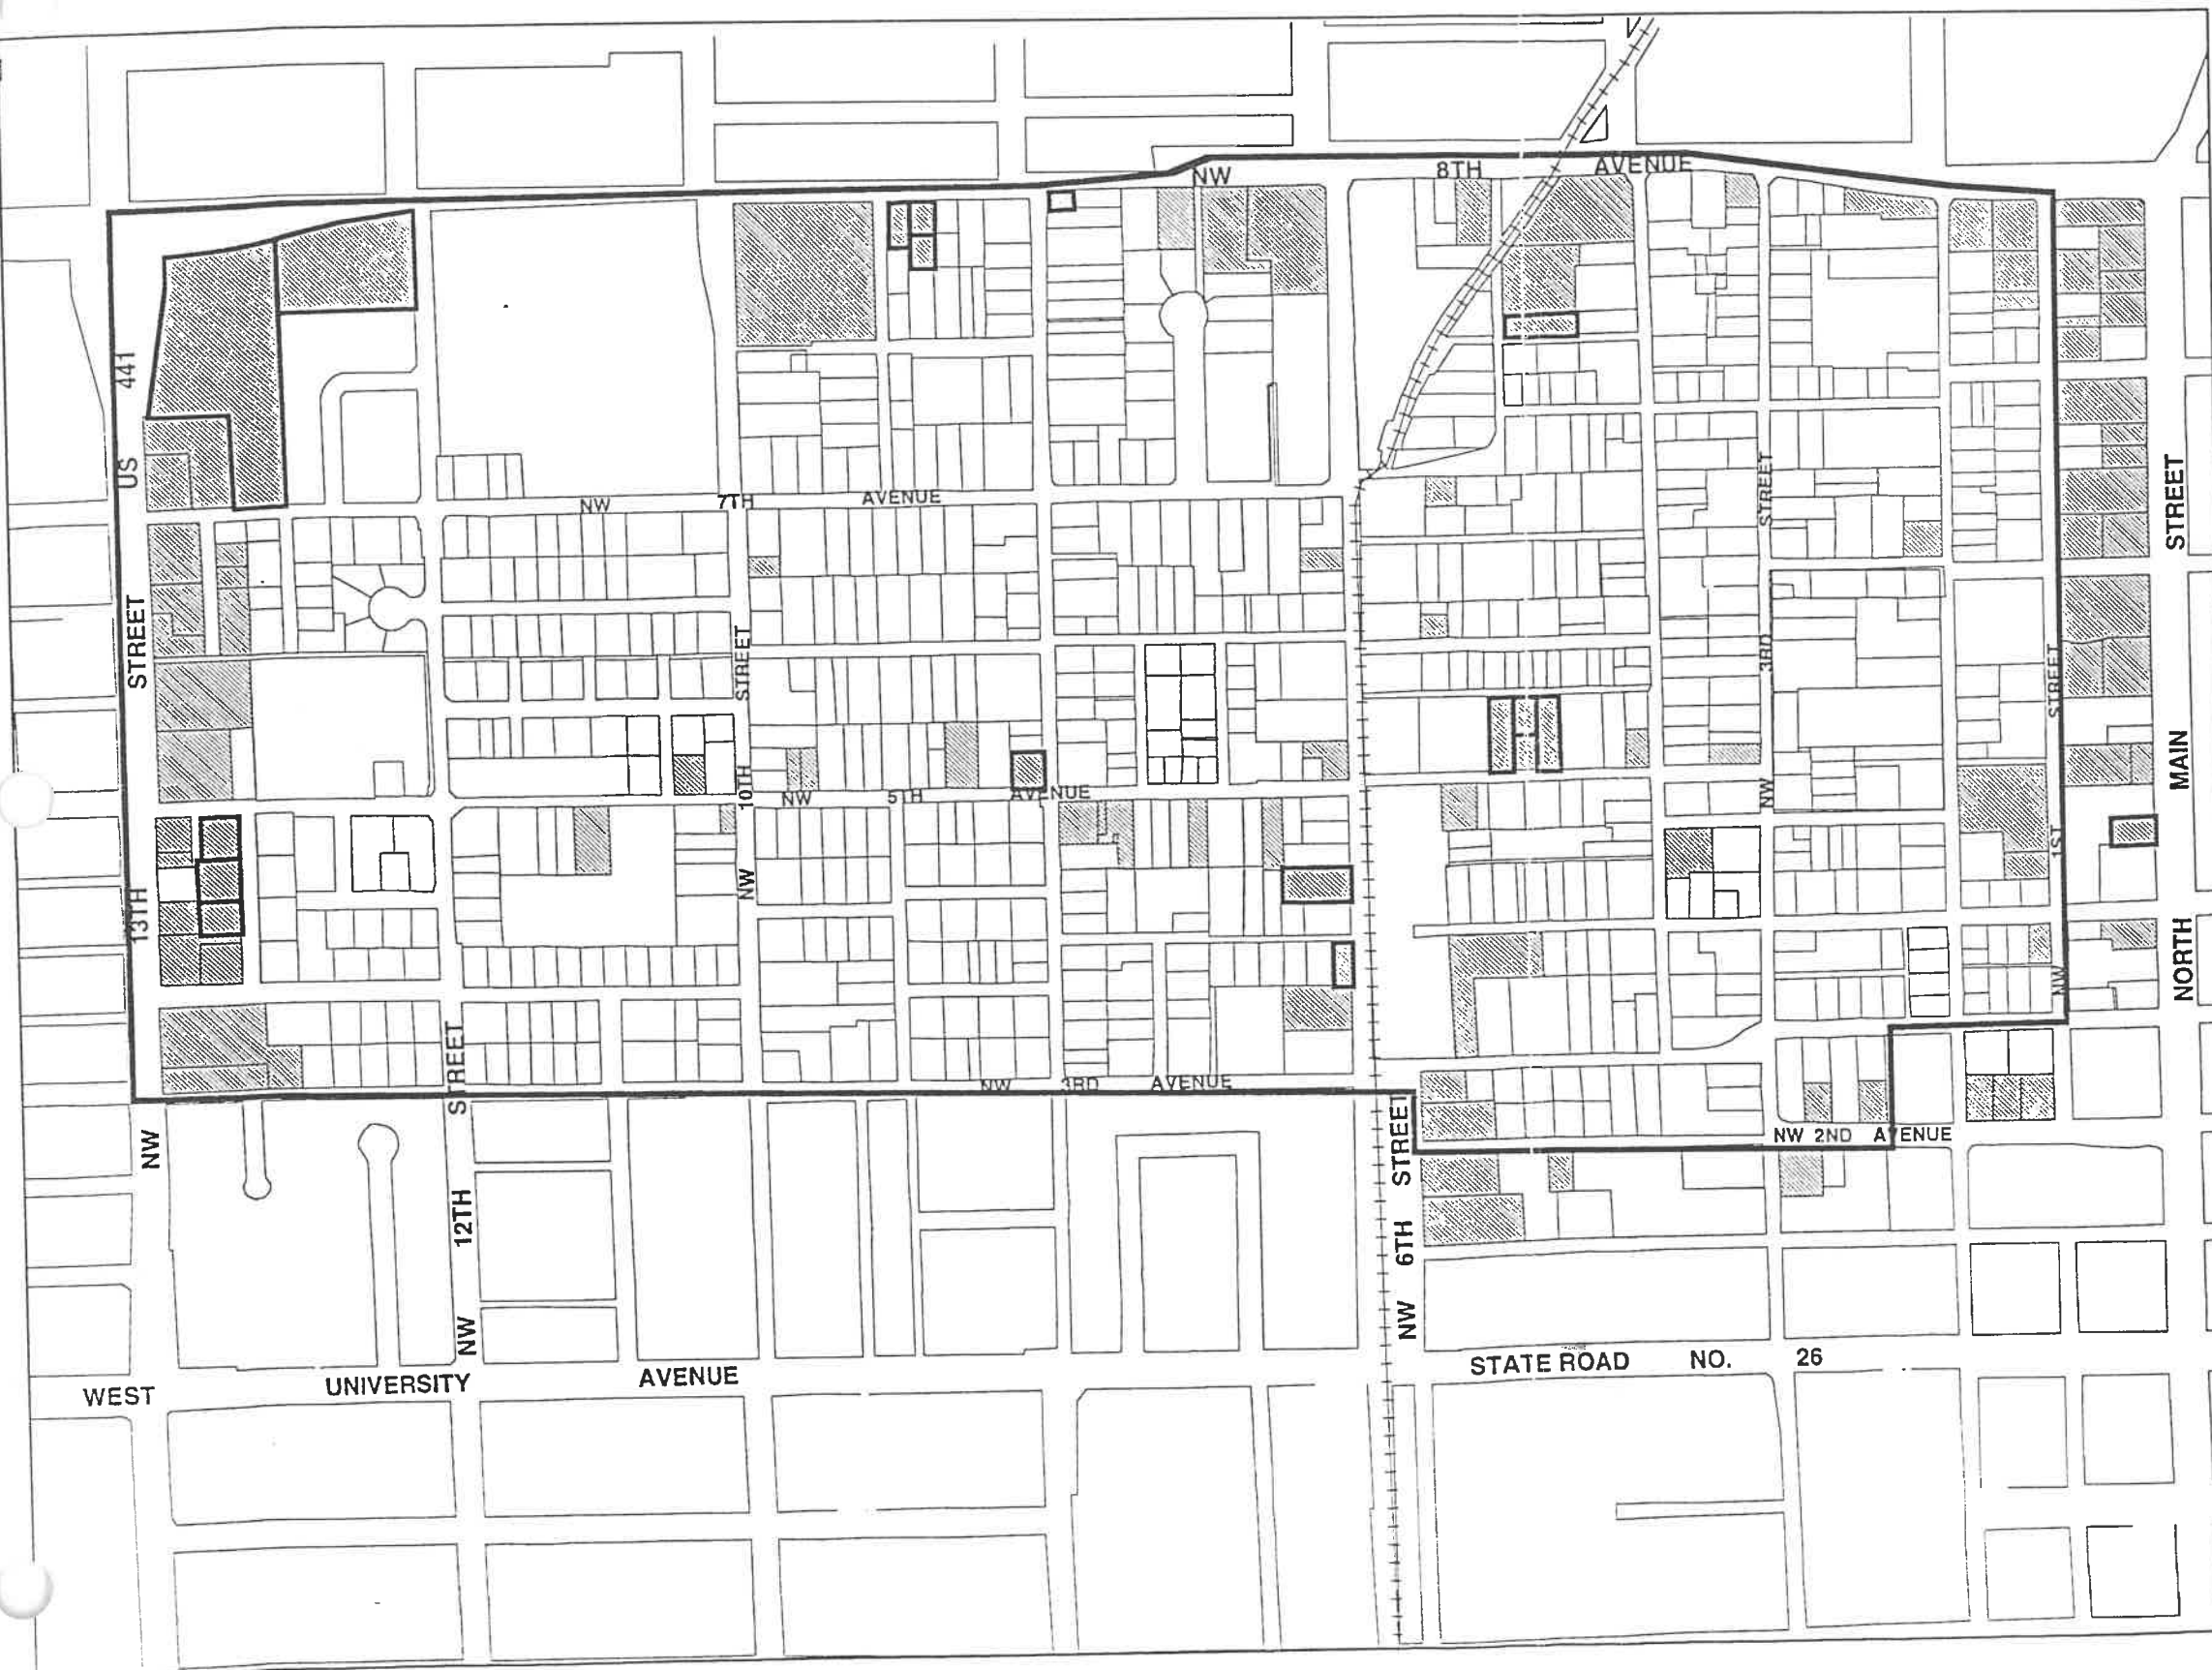 NW 8TH AVENUE
US 441
NW 7TH AVENUE
STREET
STREET
NW 3RD STREET
NW 10TH STREET
NW 5TH AVENUE
NW 13TH STREET
NW 1ST STREET
NORTH MAIN STREET
NW 3RD AVENUE
NW 2ND AVENUE
NW 12TH STREET
NW 6TH STREET
WEST UNIVERSITY AVENUE
STATE ROAD NO. 26